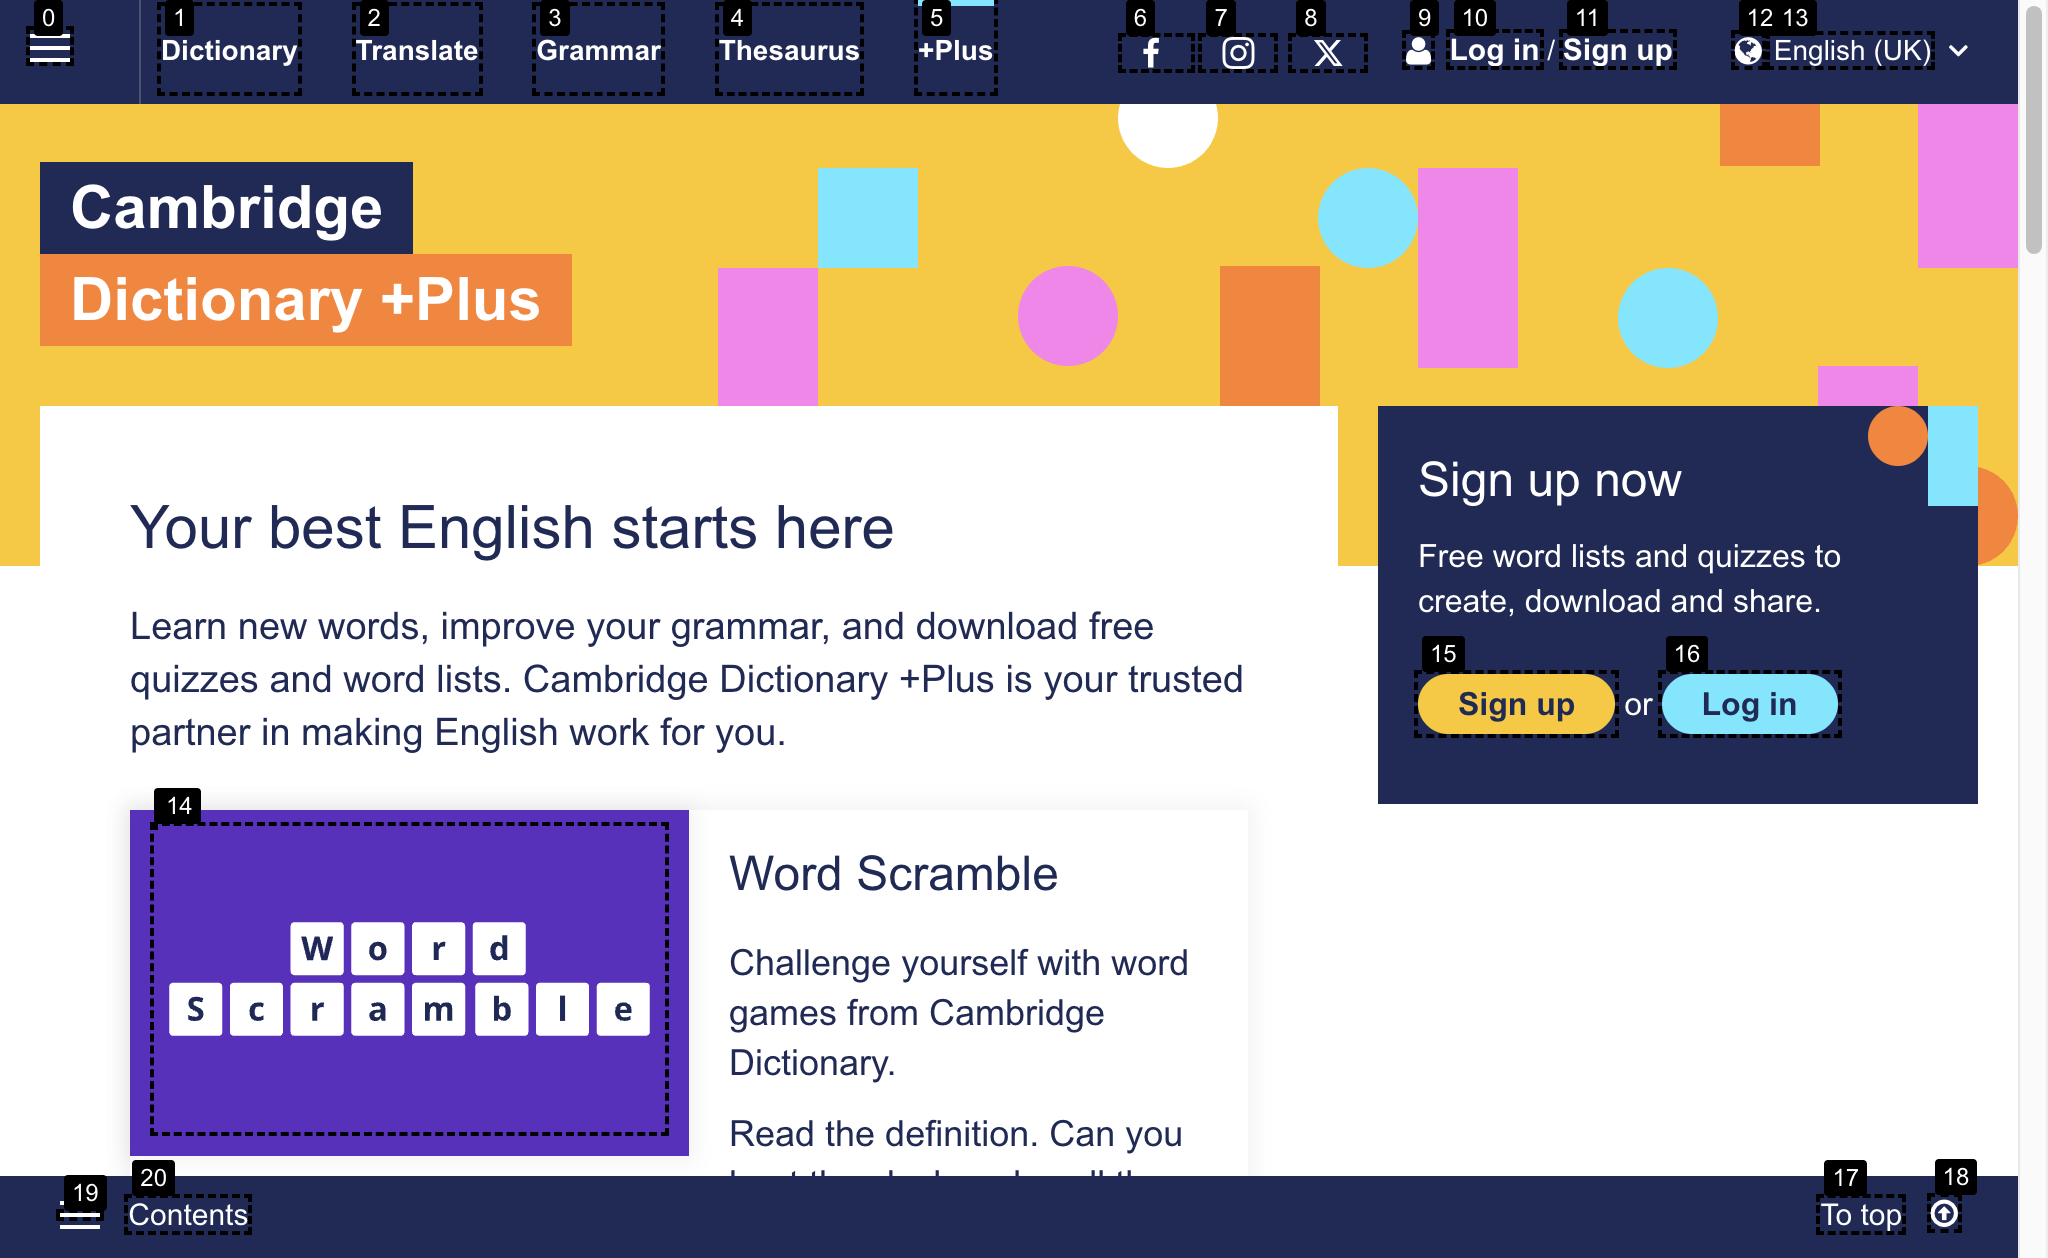 0 1 2 3 4 5 6 7 8 9 10 11 12 13
Dictionary Translate Grammar Thesaurus +Plus Log in / Sign up English (UK)
Cambridge
Dictionary +Plus
Your best English starts here
Learn new words, improve your grammar, and download free
quizzes and word lists. Cambridge Dictionary +Plus is your trusted
partner in making English work for you.
Sign up now
Free word lists and quizzes to
create, download and share.
15 16
Sign up or Log in
14
Word
Scramble
Word Scramble
Challenge yourself with word
games from Cambridge
Dictionary.
Read the definition. Can you
19 20 17 18
Contents To top